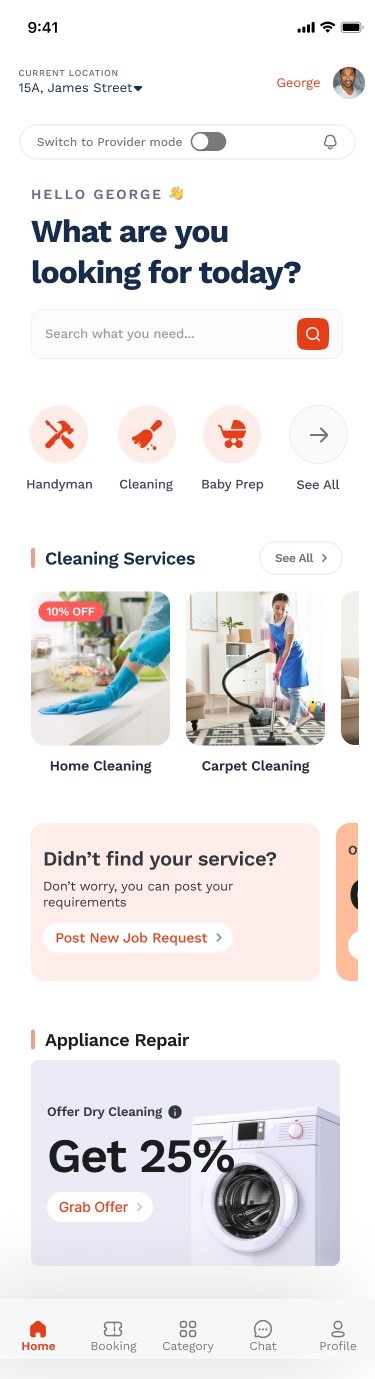 9:41
CURRENT LOCATION
15A, James Street
George
Switch to Provider mode
HELLO GEORGE 👋
What are you
looking for today?
Search what you need...
Handyman
Cleaning
Baby Prep
See All
Cleaning Services
See All
10% OFF
Home Cleaning
Carpet Cleaning
Didn’t find your service?
Don’t worry, you can post your
requirements
Post New Job Request
Appliance Repair
Offer Dry Cleaning
Get 25%
Grab Offer
Home
Booking
Category
Chat
Profile